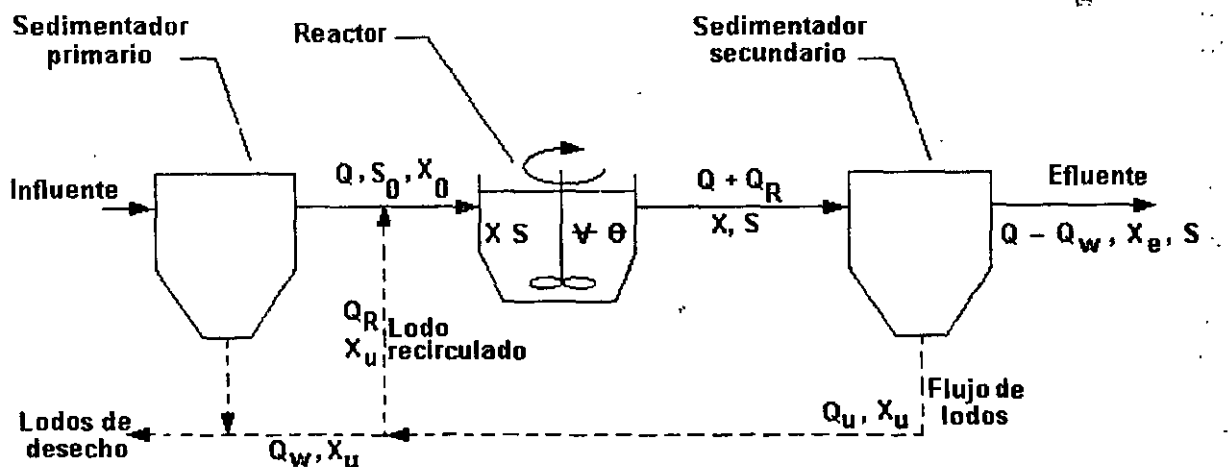 Sedimentador
primario
Reactor
Sedimentador
secundario
Influente
Q, S0, X0
Q + QR
X, S
Efluente
Q - Qw, Xe, S
X S
V θ
QR
Xu
Lodo
recirculado
Lodos de
desecho
Qw, Xu
Qu, Xu
Flujo de
lodos